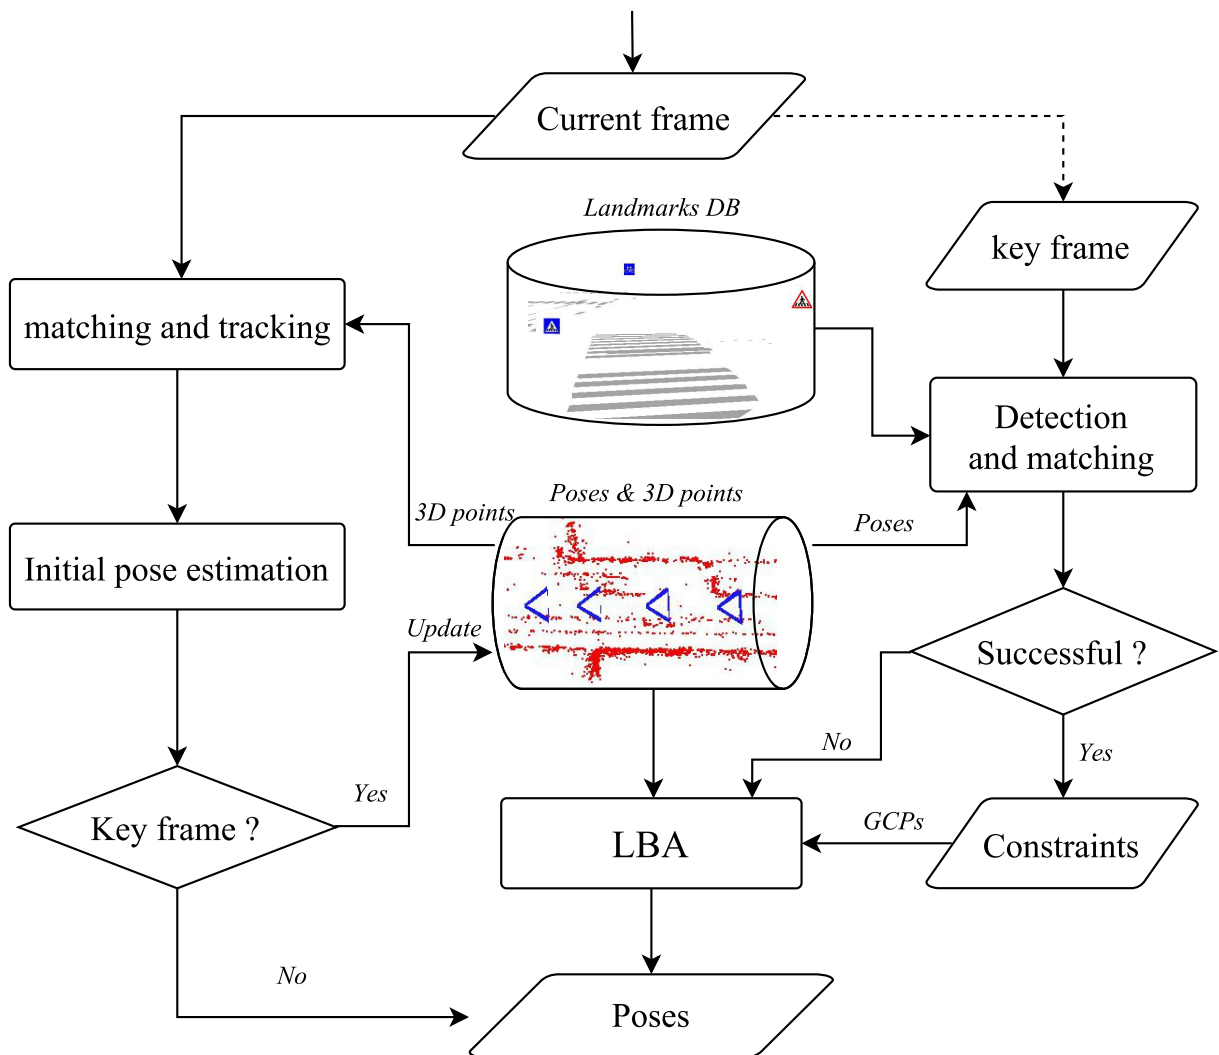 Current frame
Landmarks DB
key frame
matching and tracking
Detection
and matching
Poses & 3D points
3D points
Poses
Initial pose estimation
Update
Successful ?
No
Yes
Yes
Key frame ?
GCPs
LBA
Constraints
No
Poses